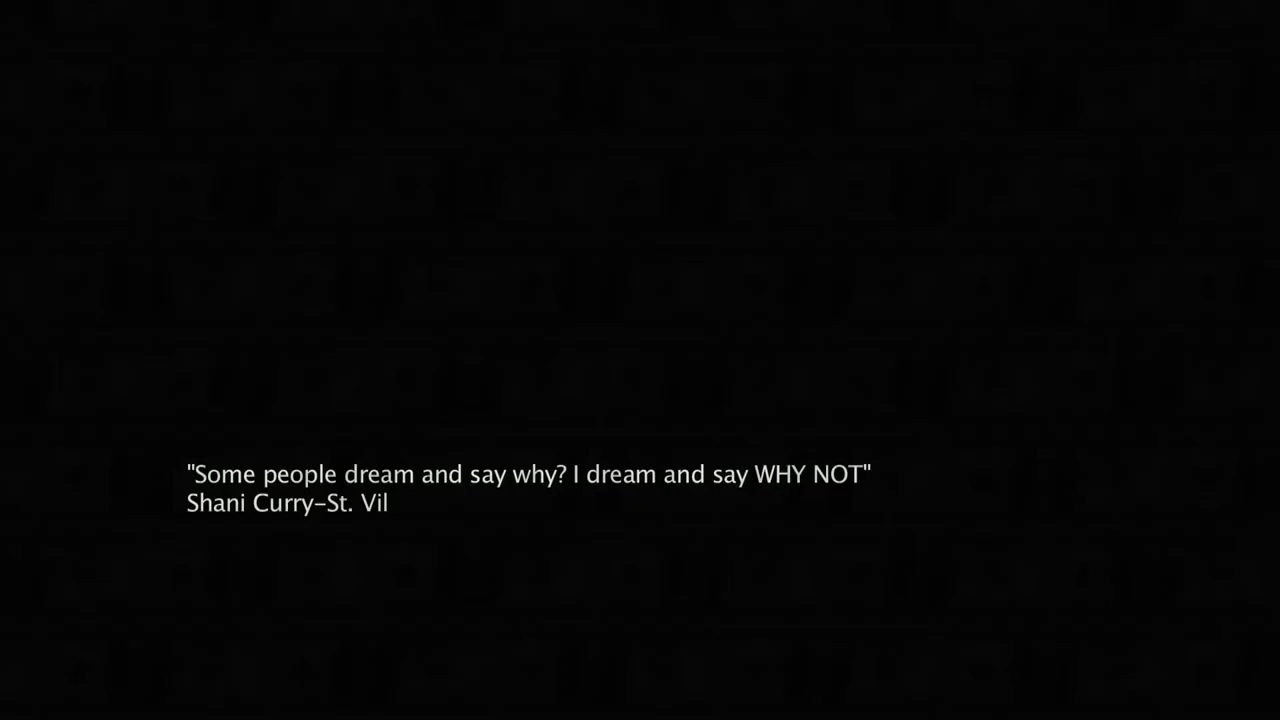 "Some people dream and say why? I dream and say WHY NOT"
Shani Curry–St. Vil